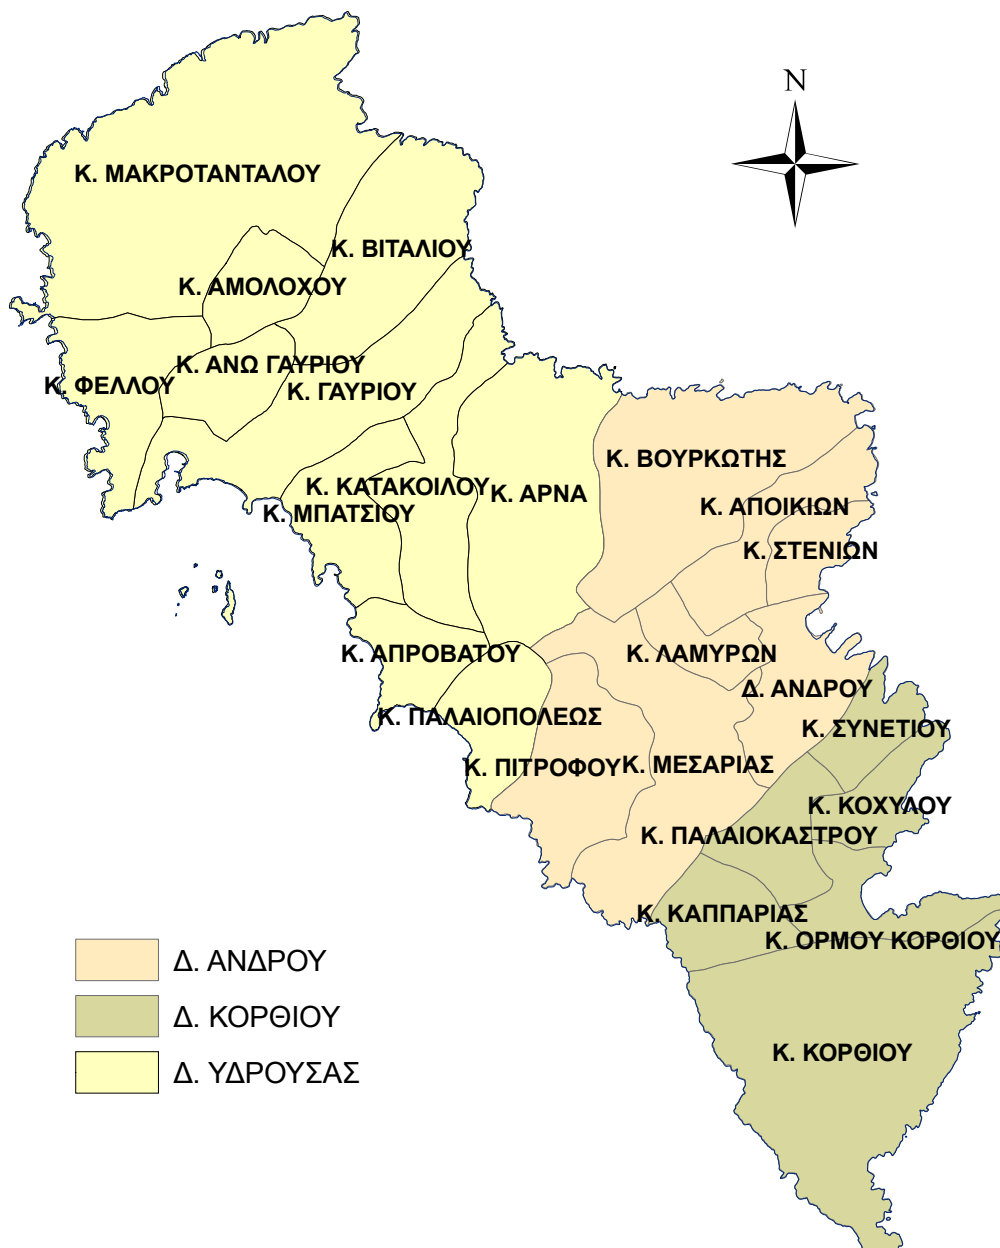 N
Κ. ΜΑΚΡΟΤΑΝΤΑΛΟΥ
Κ. ΒΙΤΑΛΙΟΥ
Κ. ΑΜΟΛΟΧΟΥ
Κ. ΑΝΩ ΓΑΥΡΙΟΥ
Κ. ΦΕΛΛΟΥ
Κ. ΓΑΥΡΙΟΥ
Κ. ΒΟΥΡΚΩΤΗΣ
Κ. ΚΑΤΑΚΟΙΛΟΥ
Κ. ΑΡΝΑ
Κ. ΑΠΟΙΚΙΩΝ
Κ. ΜΠΑΤΣΙΟΥ
Κ. ΣΤΕΝΙΩΝ
Κ. ΑΠΡΟΒΑΤΟΥ
Κ. ΛΑΜΥΡΩΝ
Δ. ΑΝΔΡΟΥ
Κ. ΠΑΛΑΙΟΠΟΛΕΩΣ
Κ. ΣΥΝΕΤΙΟΥ
Κ. ΠΙΤΡΟΦΟΥ
Κ. ΜΕΣΑΡΙΑΣ
Κ. ΚΟΧΥΛΟΥ
Κ. ΠΑΛΑΙΟΚΑΣΤΡΟΥ
Κ. ΚΑΠΠΑΡΙΑΣ
Κ. ΟΡΜΟΥ ΚΟΡΘΙΟΥ
Κ. ΚΟΡΘΙΟΥ
Δ. ΑΝΔΡΟΥ
Δ. ΚΟΡΘΙΟΥ
Δ. ΥΔΡΟΥΣΑΣ